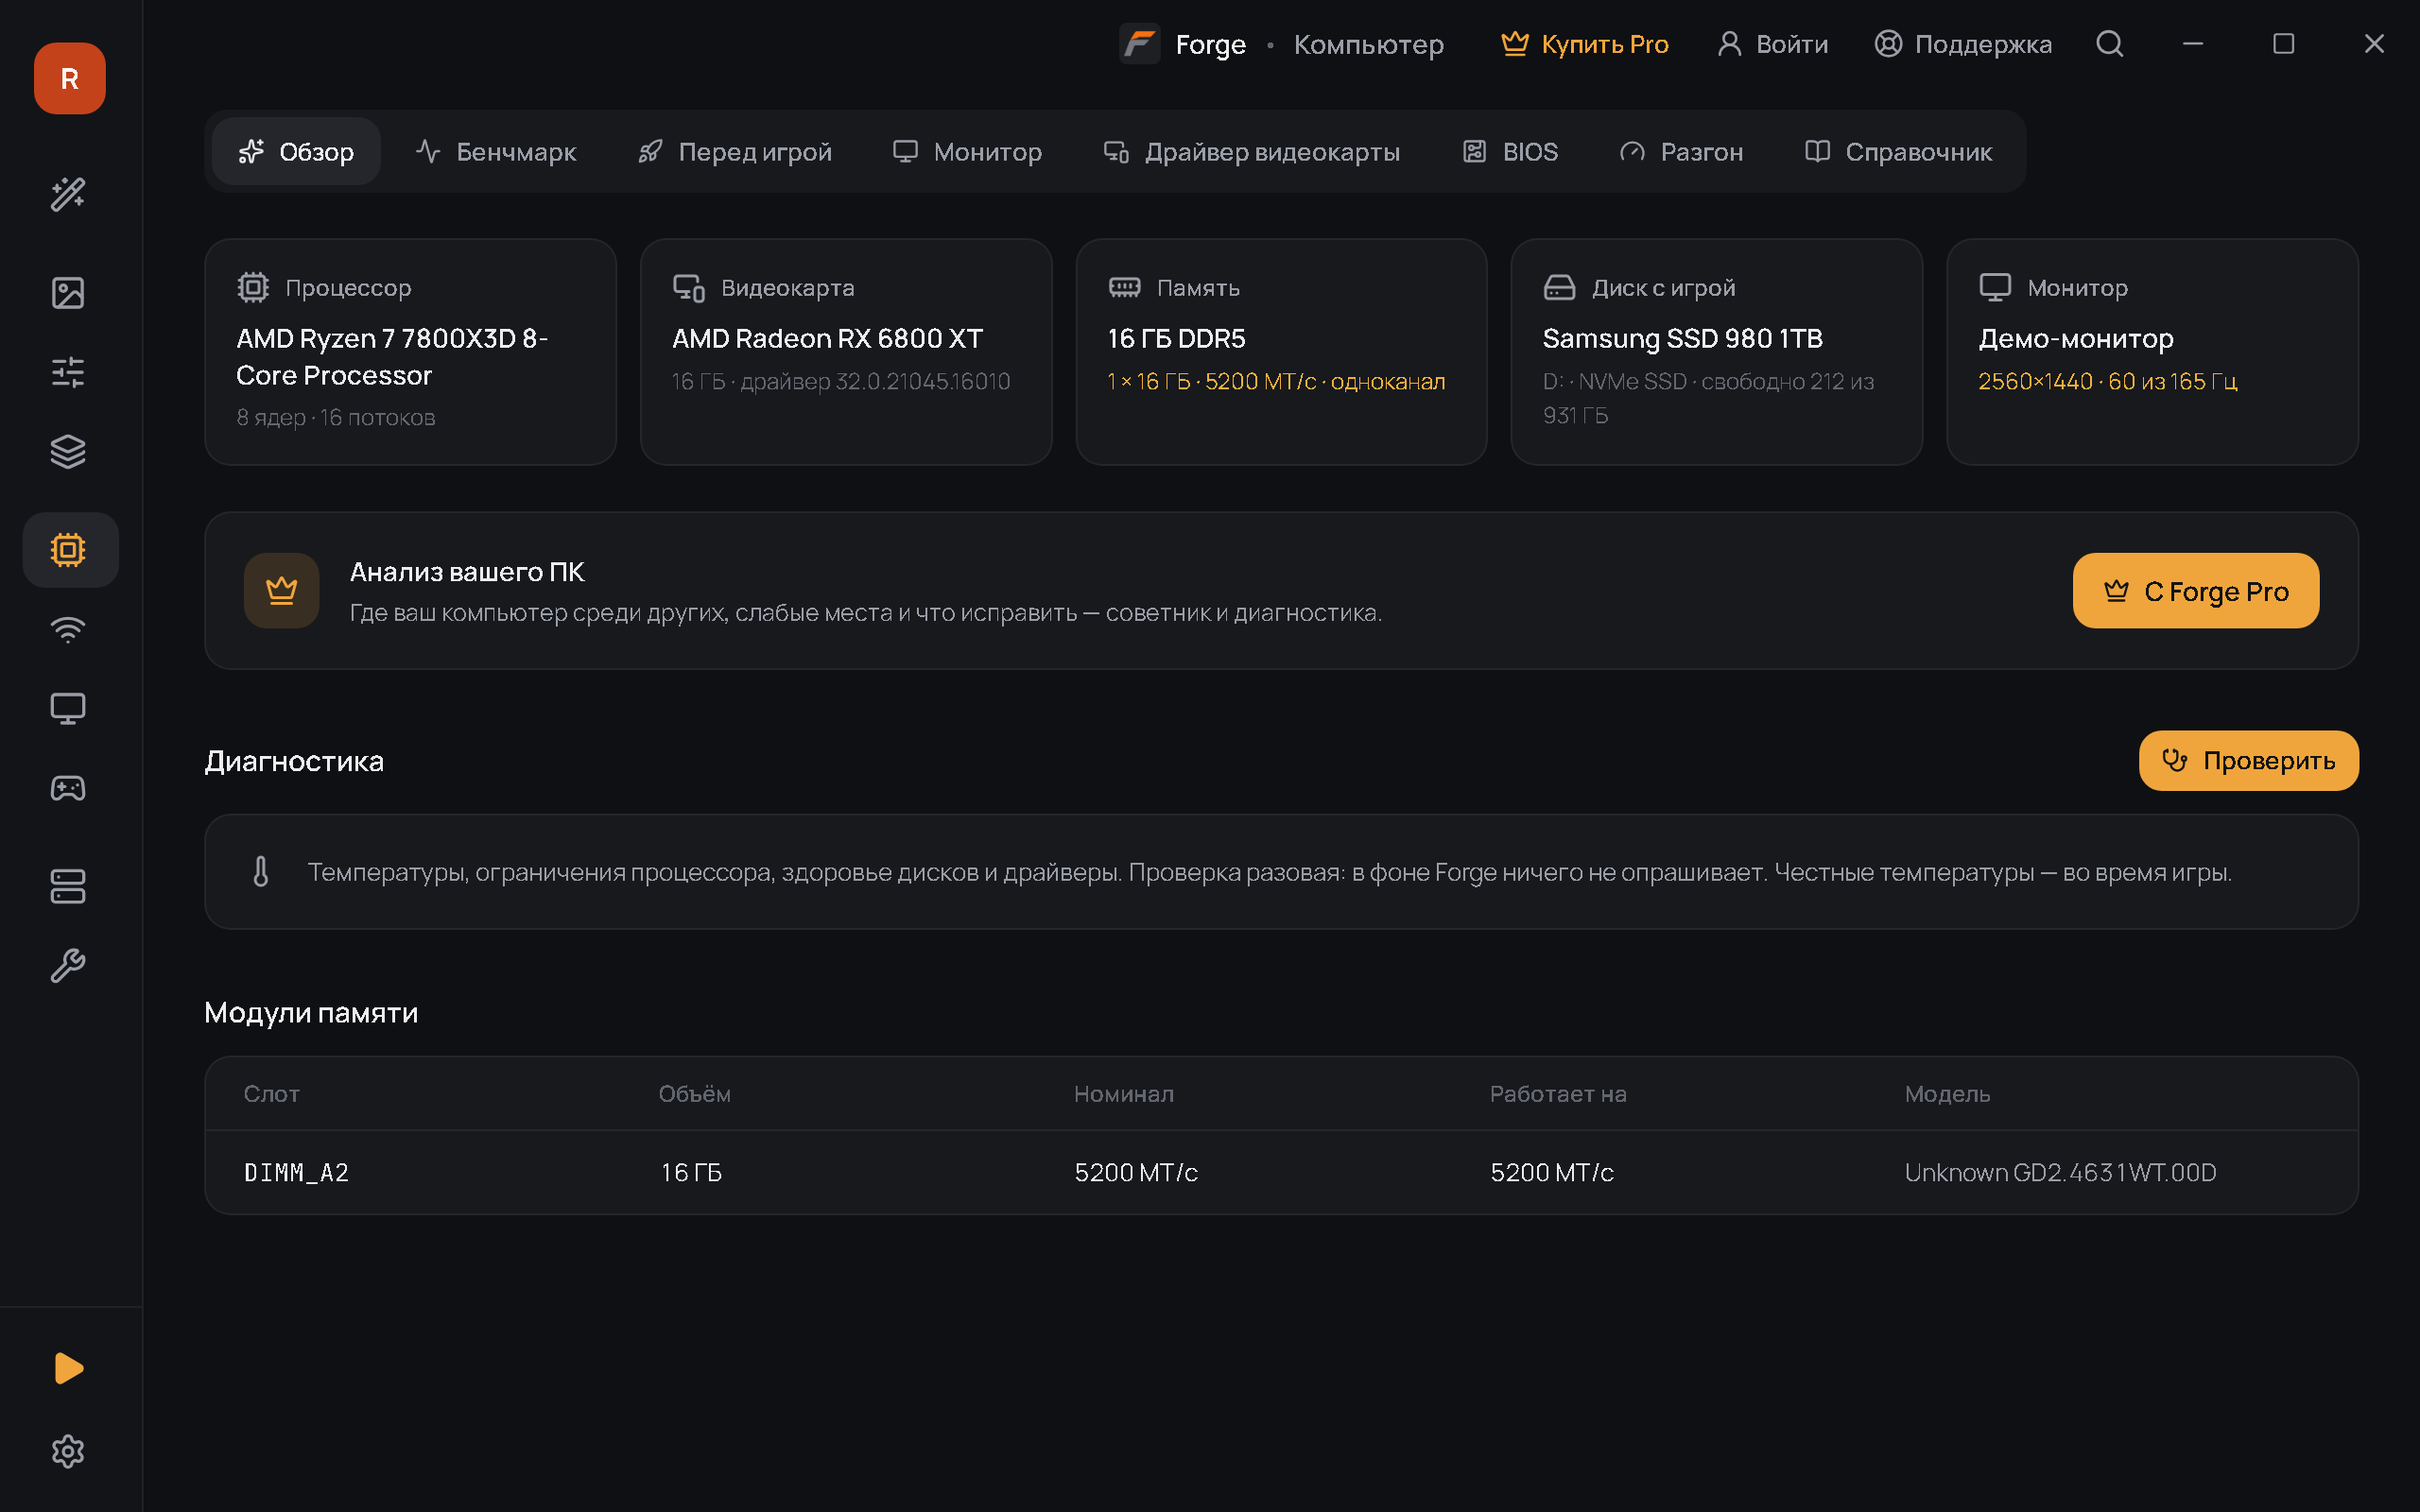 R
Forge • Компьютер
Купить Pro
Войти
Поддержка
Обзор
Бенчмарк
Перед игрой
Монитор
Драйвер видеокарты
BIOS
Разгон
Справочник
Процессор
AMD Ryzen 7 7800X3D 8-
Core Processor
8 ядер · 16 потоков
Видеокарта
AMD Radeon RX 6800 XT
16 ГБ · драйвер 32.0.21045.16010
Память
16 ГБ DDR5
1 × 16 ГБ · 5200 МТ/с · одноканал
Диск с игрой
Samsung SSD 980 1TB
D: · NVMe SSD · свободно 212 из
931 ГБ
Монитор
Демо-монитор
2560×1440 · 60 из 165 Гц
Анализ вашего ПК
Где ваш компьютер среди других, слабые места и что исправить — советник и диагностика.
С Forge Pro
Диагностика
Проверить
Температуры, ограничения процессора, здоровье дисков и драйверы. Проверка разовая: в фоне Forge ничего не опрашивает. Честные температуры — во время игры.
Модули памяти
Слот
Объём
Номинал
Работает на
Модель
DIMM_A2
16 ГБ
5200 МТ/с
5200 МТ/с
Unknown GD2.4631WT.00D